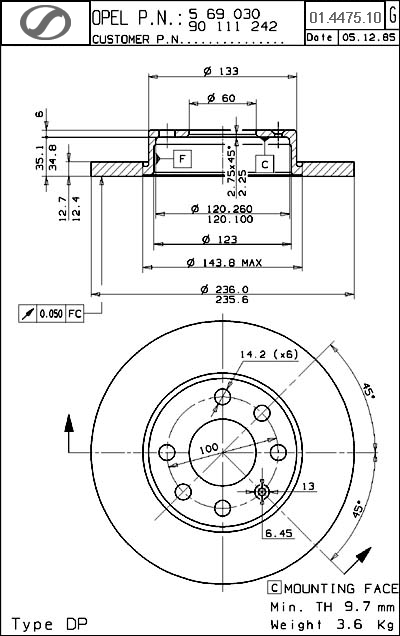 OPEL P.N.: 5 69 030
90 111 242
CUSTOMER P.N...............
01.4475.10 G
Date 05.12.85
Ø 133
Ø 60
6
35.1
34.8
F
C
2.75x45°
2.25
12.7
12.4
Ø 120.260
120.100
Ø 123
Ø 143.8 MAX
Ø 236.0
235.6
0.050 FC
14.2 (x6)
45°
100
13
45°
6.45
C MOUNTING FACE
Min. TH 9.7 mm
Type DP
Weight 3.6 Kg